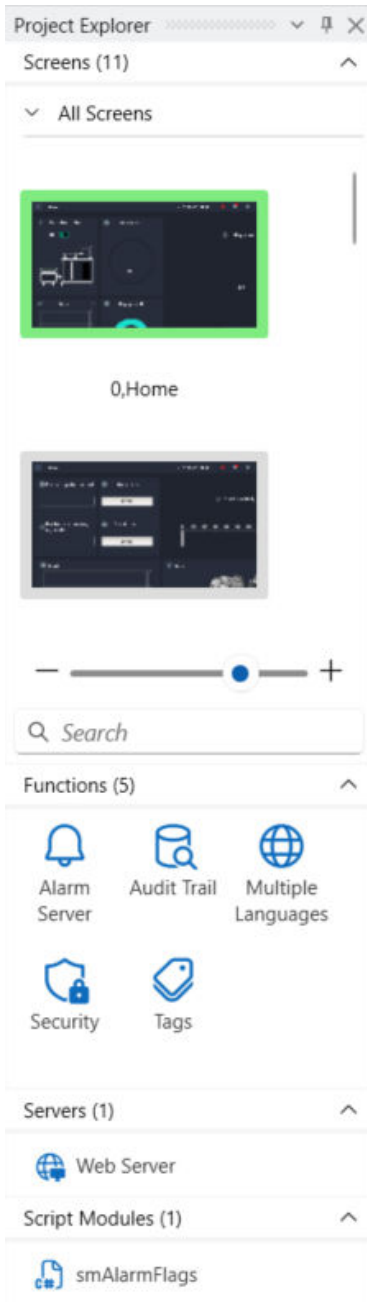 Project Explorer
Screens (11)
All Screens
0,Home
Search
Functions (5)
Alarm Server
Audit Trail
Multiple Languages
Security
Tags
Servers (1)
Web Server
Script Modules (1)
C#
smAlarmFlags